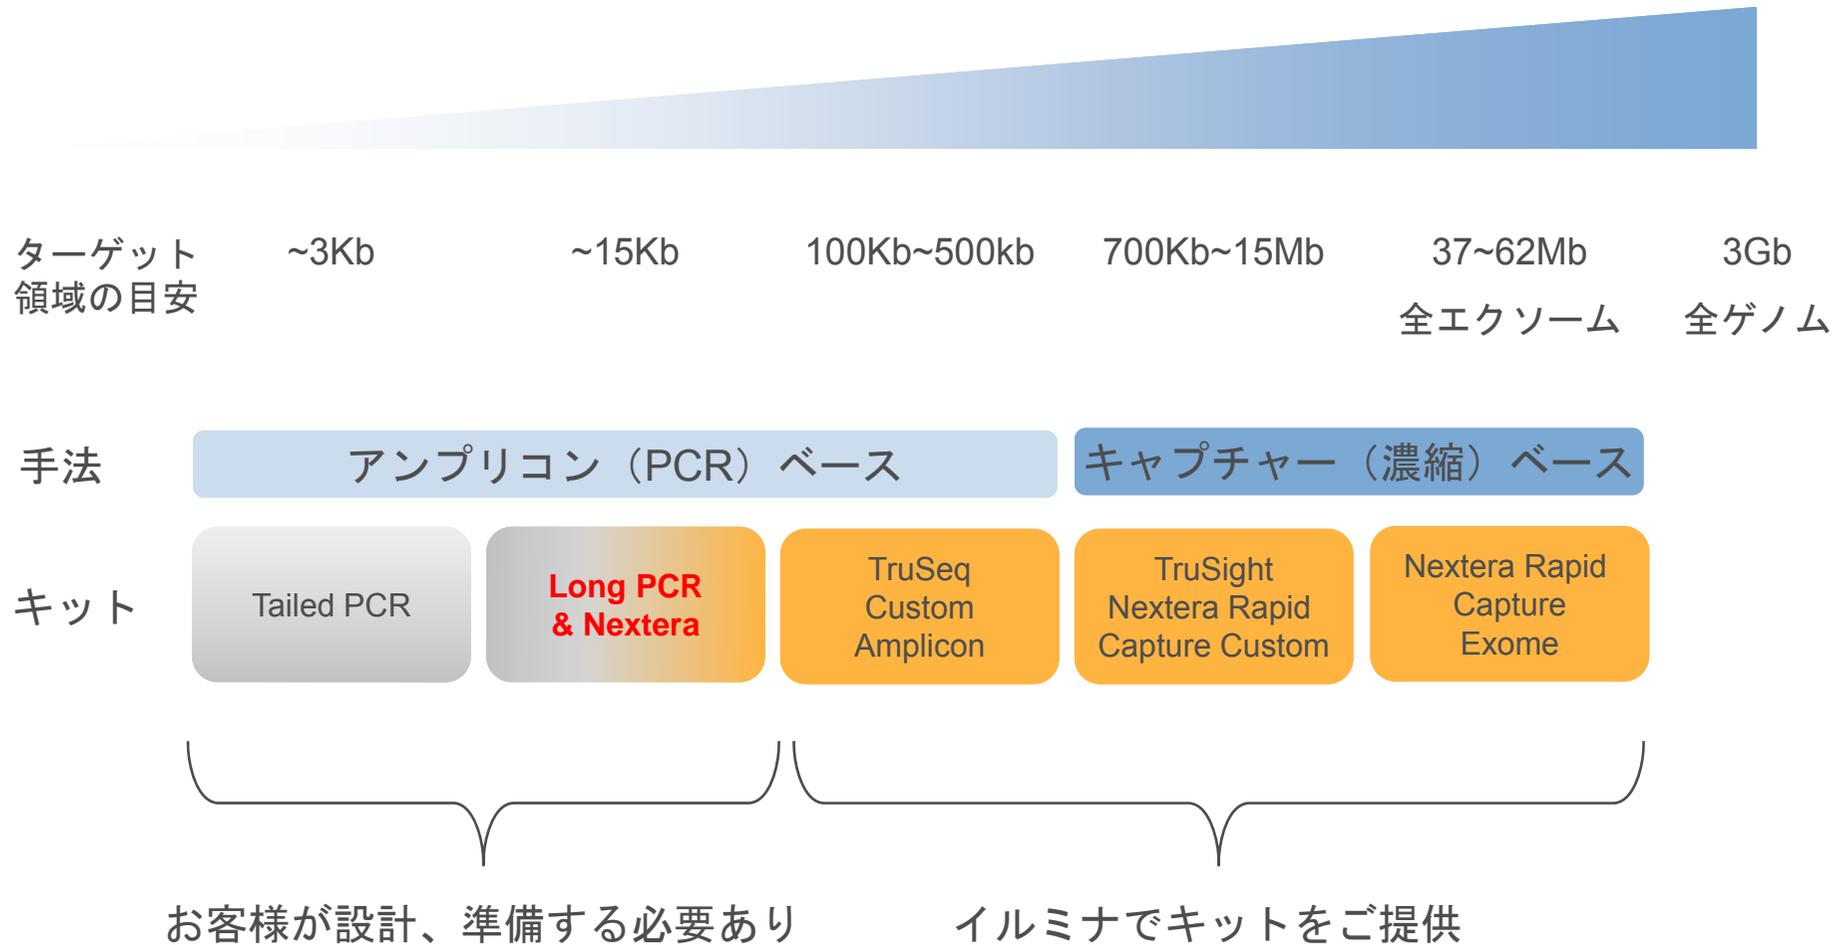 ターゲット
領域の目安
~3Kb
~15Kb
100Kb~500kb
700Kb~15Mb
37~62Mb
全エクソーム
3Gb
全ゲノム
手法
アンプリコン（PCR）ベース
キャプチャー（濃縮）ベース
キット
Tailed PCR
Long PCR
& Nextera
TruSeq
Custom
Amplicon
TruSight
Nextera Rapid
Capture Custom
Nextera Rapid
Capture
Exome
お客様が設計、準備する必要あり
イルミナでキットをご提供